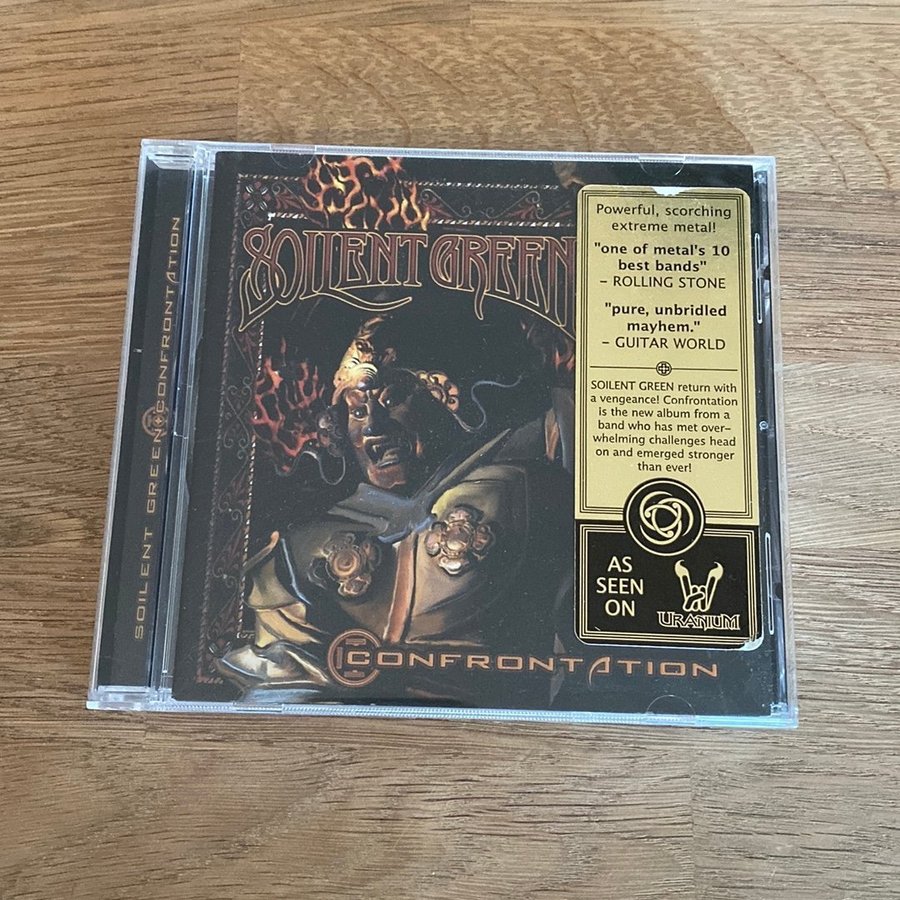 SOILENT GREEN CONFRONTATION
SOILENT GREEN
CONFRONTATION
Powerful, scorching
extreme metal!
"one of metal's 10
best bands"
– ROLLING STONE
"pure, unbridled
mayhem."
– GUITAR WORLD
SOILENT GREEN return with
a vengeance! Confrontation
is the new album from a
band who has met over-
whelming challenges head
on and emerged stronger
than ever!
AS
SEEN
ON
URANIUM